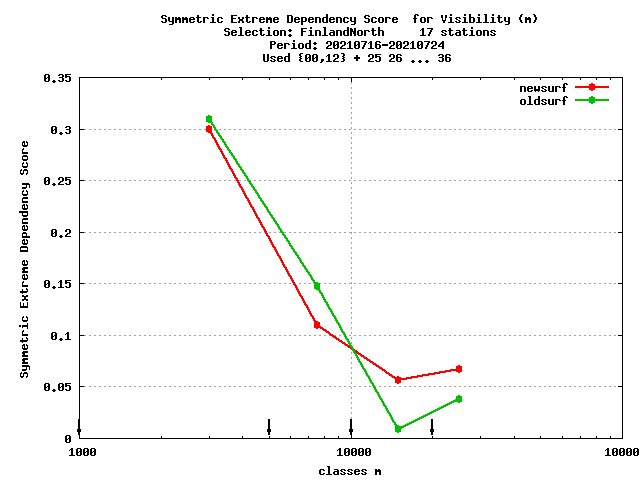 Symmetric Extreme Dependency Score  for Visibility (m)
Selection: FinlandNorth     17 stations
Period: 20210716-20210724
Used {00,12} + 25 26 ... 36
newsurf
oldsurf
Symmetric Extreme Dependency Score
0.35
0.3
0.25
0.2
0.15
0.1
0.05
0
1000
10000
10000
classes m